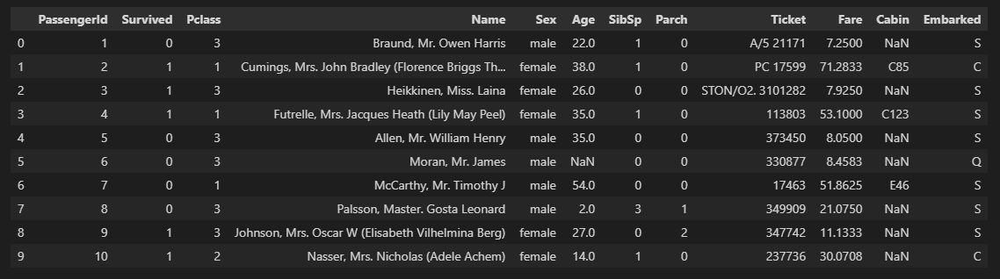 PassengerId Survived Pclass Name Sex Age SibSp Parch Ticket Fare Cabin Embarked
0 1 0 3 Braund, Mr. Owen Harris male 22.0 1 0 A/5 21171 7.2500 NaN S
1 2 1 1 Cumings, Mrs. John Bradley (Florence Briggs Th... female 38.0 1 0 PC 17599 71.2833 C85 C
2 3 1 3 Heikkinen, Miss. Laina female 26.0 0 0 STON/O2. 3101282 7.9250 NaN S
3 4 1 1 Futrelle, Mrs. Jacques Heath (Lily May Peel) female 35.0 1 0 113803 53.1000 C123 S
4 5 0 3 Allen, Mr. William Henry male 35.0 0 0 373450 8.0500 NaN S
5 6 0 3 Moran, Mr. James male NaN 0 0 330877 8.4583 NaN Q
6 7 0 1 McCarthy, Mr. Timothy J male 54.0 0 0 17463 51.8625 E46 S
7 8 0 3 Palsson, Master. Gosta Leonard male 2.0 3 1 349909 21.0750 NaN S
8 9 1 3 Johnson, Mrs. Oscar W (Elisabeth Vilhelmina Berg) female 27.0 0 2 347742 11.1333 NaN S
9 10 1 2 Nasser, Mrs. Nicholas (Adele Achem) female 14.0 1 0 237736 30.0708 NaN C